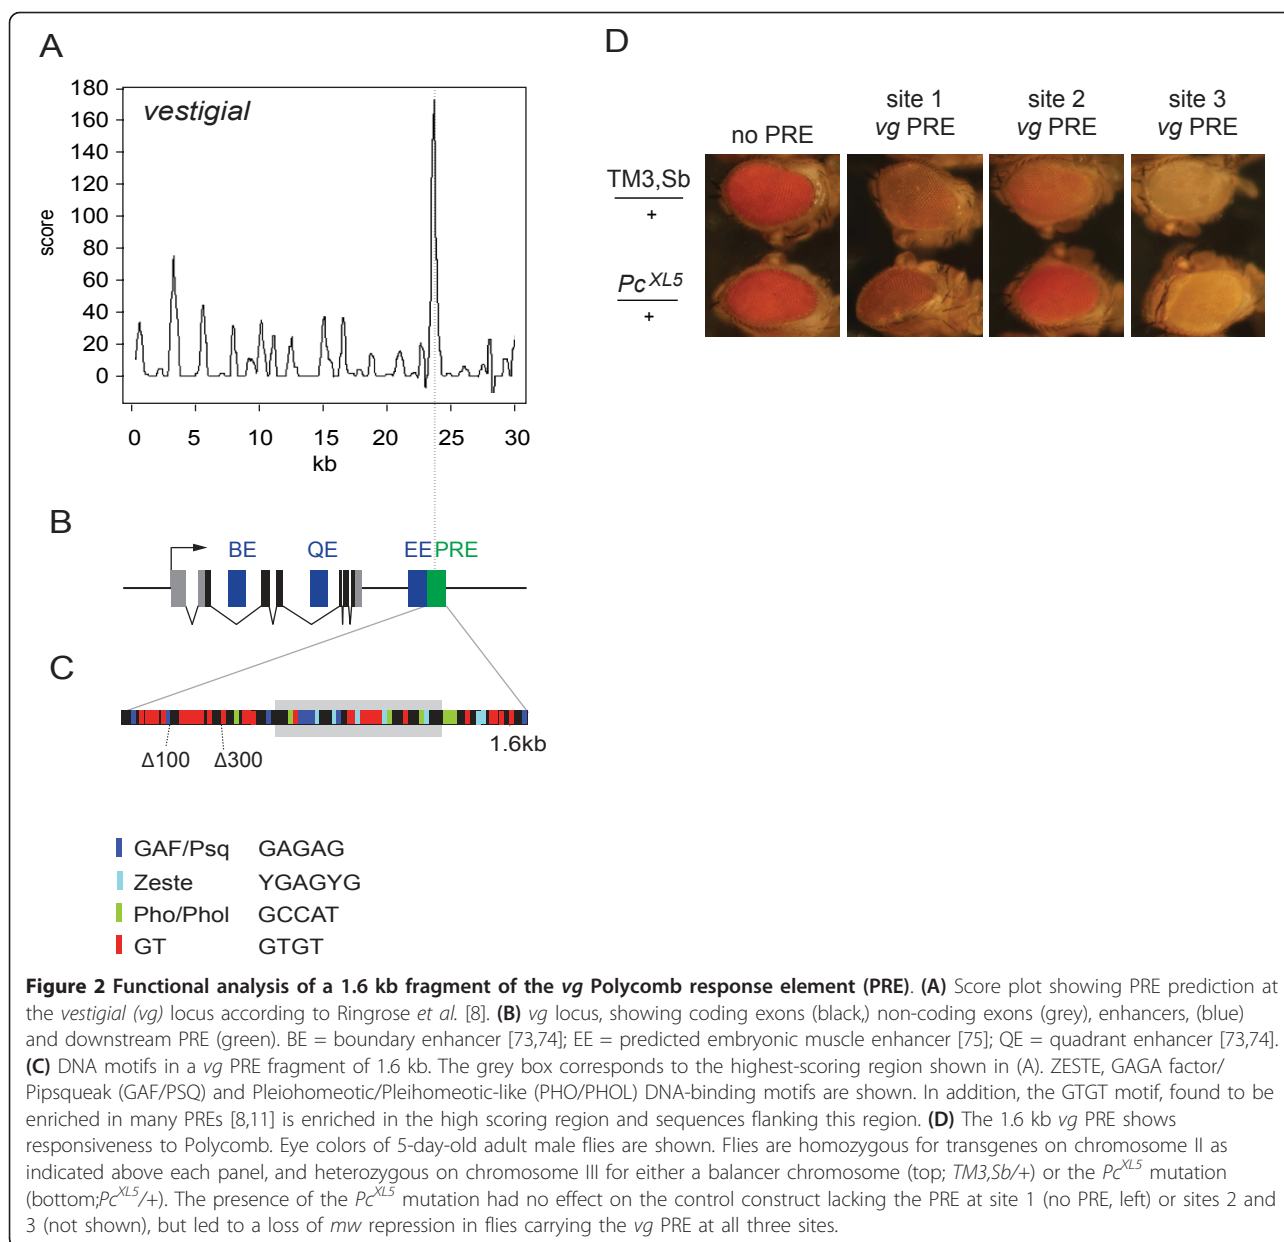 A
vestigial
180
160
140
120
100
80
60
40
20
0
score
0 5 10 15 20 25 30
kb
B
BE QE EE PRE
C
Δ100 Δ300 1.6kb
GAF/Psq GAGAG
Zeste YGAGYG
Pho/Phol GCCAT
GT GTGT
D
no PRE
site 1
vg PRE
site 2
vg PRE
site 3
vg PRE
TM3,Sb
+
Pc^XL5
+
Figure 2 Functional analysis of a 1.6 kb fragment of the vg Polycomb response element (PRE). (A) Score plot showing PRE prediction at
the vestigial (vg) locus according to Ringrose et al. [8]. (B) vg locus, showing coding exons (black,) non-coding exons (grey), enhancers, (blue)
and downstream PRE (green). BE = boundary enhancer [73,74]; EE = predicted embryonic muscle enhancer [75]; QE = quadrant enhancer [73,74].
(C) DNA motifs in a vg PRE fragment of 1.6 kb. The grey box corresponds to the highest-scoring region shown in (A). ZESTE, GAGA factor/
Pipsqueak (GAF/PSQ) and Pleiohomeotic/Pleihomeotic-like (PHO/PHOL) DNA-binding motifs are shown. In addition, the GTGT motif, found to be
enriched in many PREs [8,11] is enriched in the high scoring region and sequences flanking this region. (D) The 1.6 kb vg PRE shows
responsiveness to Polycomb. Eye colors of 5-day-old adult male flies are shown. Flies are homozygous for transgenes on chromosome II as
indicated above each panel, and heterozygous on chromosome III for either a balancer chromosome (top; TM3,Sb/+) or the Pc^XL5 mutation
(bottom;Pc^XL5/+). The presence of the Pc^XL5 mutation had no effect on the control construct lacking the PRE at site 1 (no PRE, left) or sites 2 and
3 (not shown), but led to a loss of mw repression in flies carrying the vg PRE at all three sites.